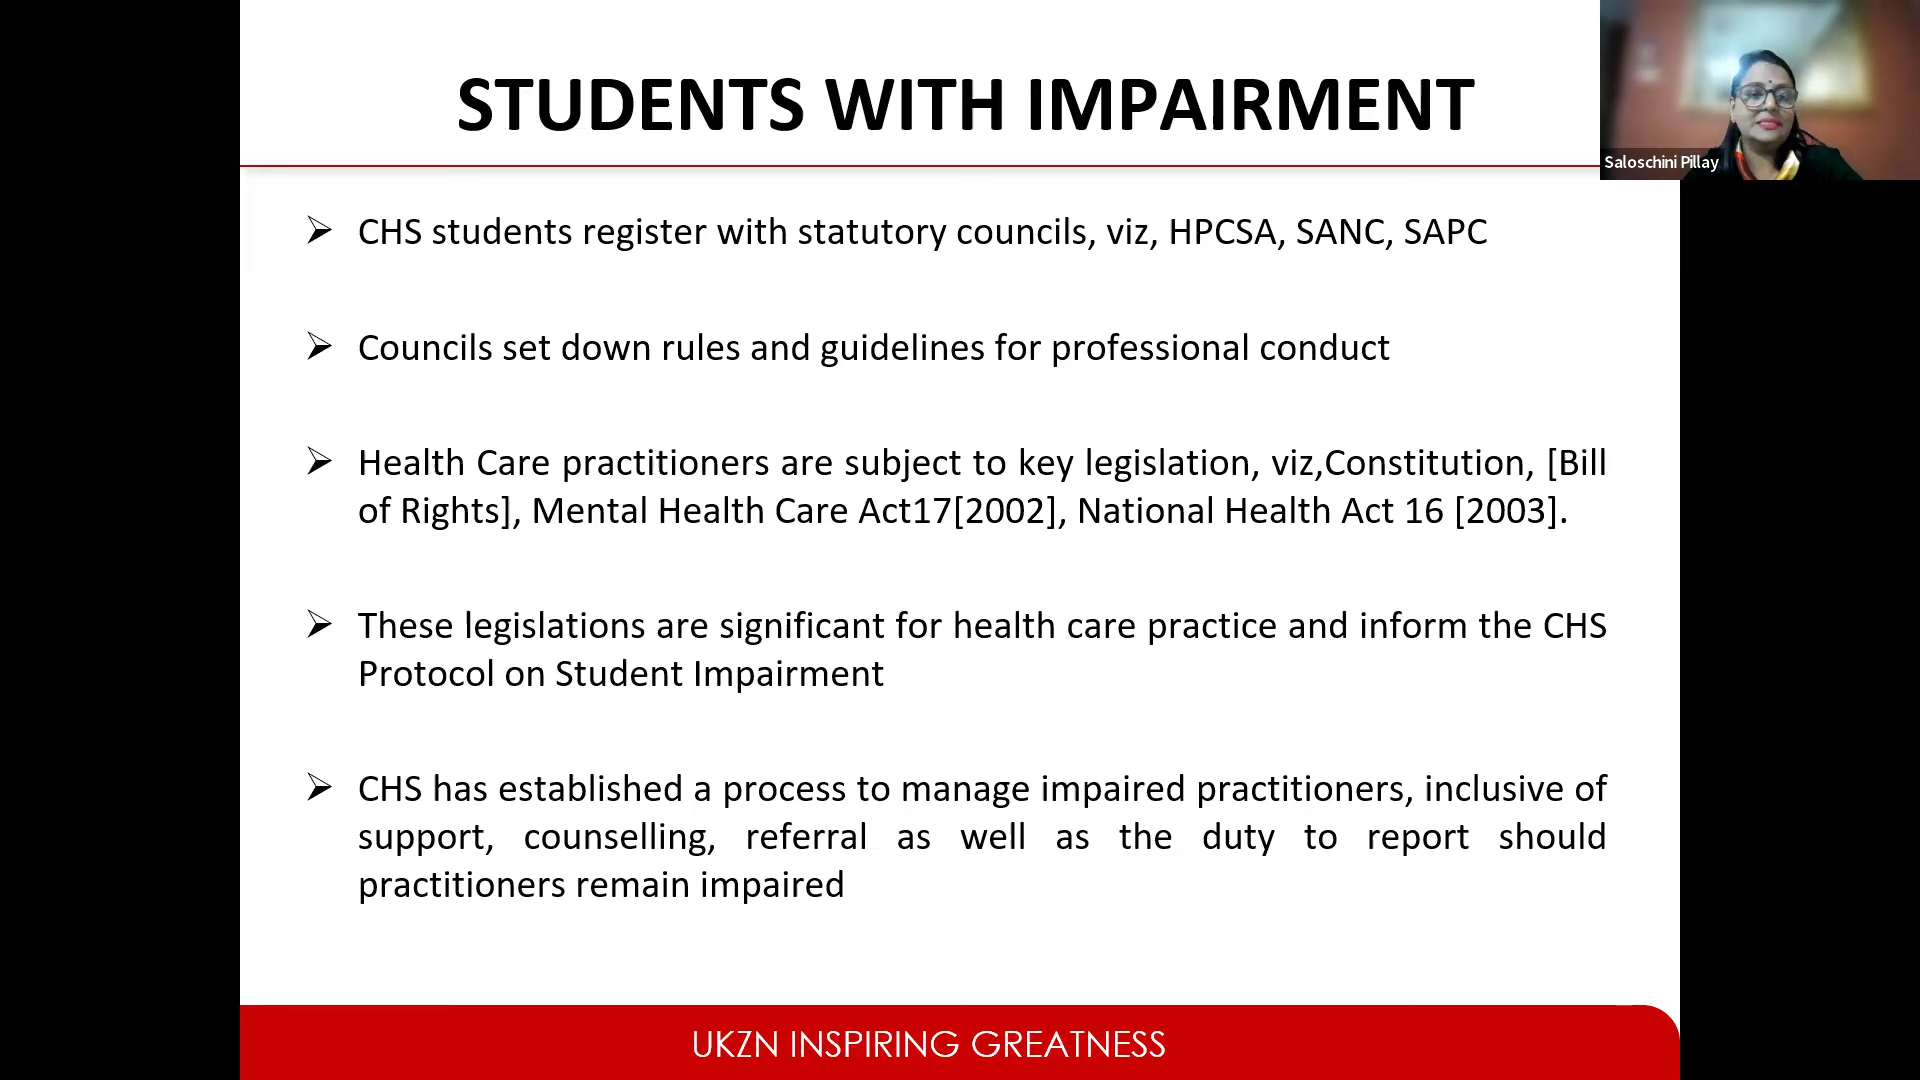 STUDENTS WITH IMPAIRMENT
Saloschini Pillay
CHS students register with statutory councils, viz, HPCSA, SANC, SAPC
Councils set down rules and guidelines for professional conduct
Health Care practitioners are subject to key legislation, viz,Constitution, [Bill
of Rights], Mental Health Care Act17[2002], National Health Act 16 [2003].
These legislations are significant for health care practice and inform the CHS
Protocol on Student Impairment
CHS has established a process to manage impaired practitioners, inclusive of
support, counselling, referral as well as the duty to report should
practitioners remain impaired
UKZN INSPIRING GREATNESS